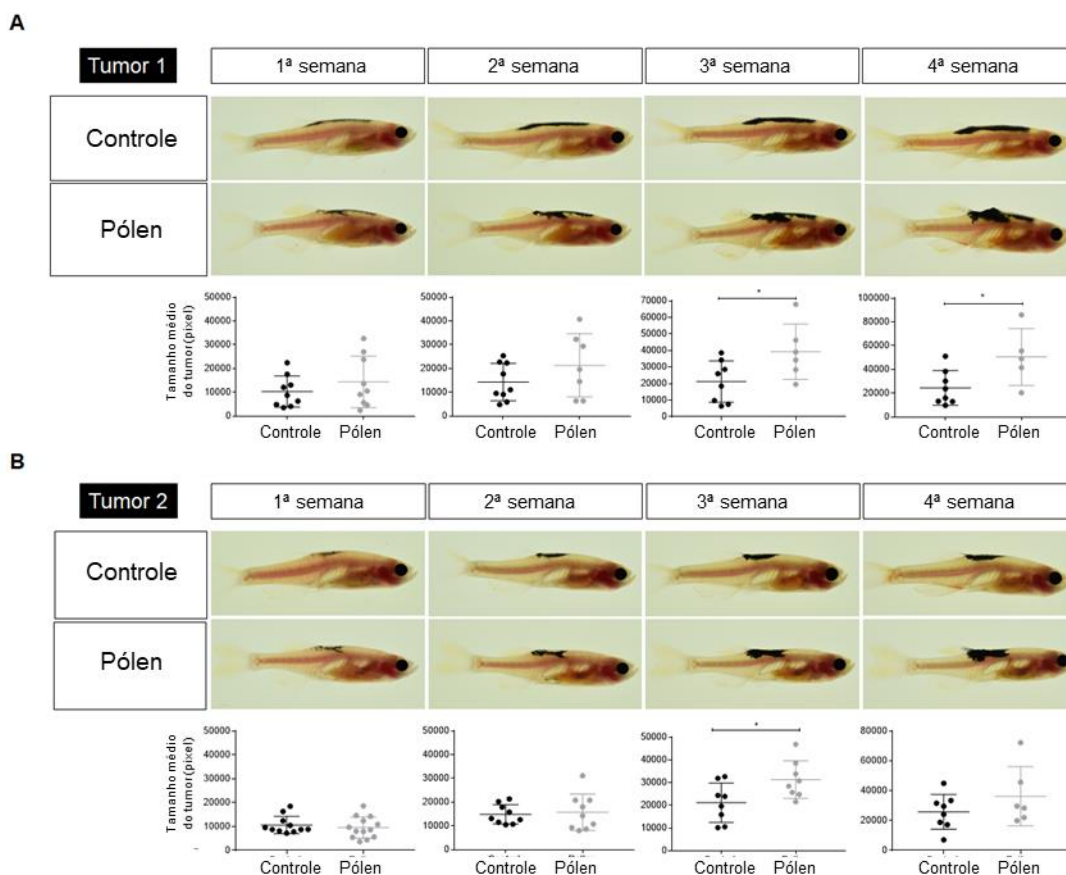 A
Tumor 1
1ª semana
2ª semana
3ª semana
4ª semana
Controle
Pólen
Tamanho médio
do tumor(pixel)
50000
40000
30000
20000
10000
0
Controle
Pólen
50000
40000
30000
20000
10000
0
Controle
Pólen
*
70000
60000
50000
40000
30000
20000
10000
0
Controle
Pólen
*
100000
80000
60000
40000
20000
0
Controle
Pólen
B
Tumor 2
1ª semana
2ª semana
3ª semana
4ª semana
Controle
Pólen
Tamanho médio
do tumor(pixel)
50000
40000
30000
20000
10000
0
Controle
Pólen
50000
40000
30000
20000
10000
0
Controle
Pólen
*
50000
40000
30000
20000
10000
0
Controle
Pólen
80000
60000
40000
20000
0
Controle
Pólen